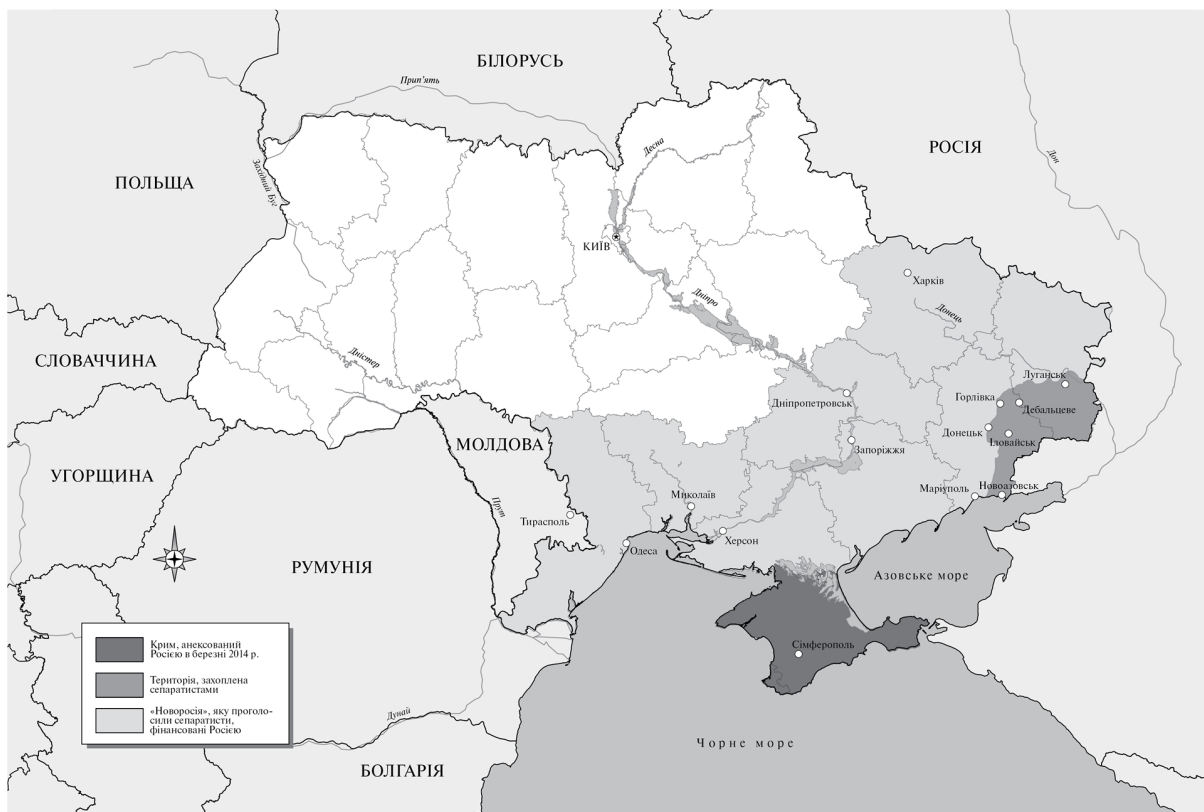 БІЛОРУСЬ
Прип'ять
Десна
РОСІЯ
Дон
ПОЛЬЩА
Західний Буг
КИЇВ
Харків
Дніпро
Донець
СЛОВАЧЧИНА
Дністер
Луганськ
Дніпропетровськ
Горлівка
Дебальцеве
МОЛДОВА
Донецьк
Іловайськ
Запоріжжя
УГОРЩИНА
Маріуполь
Новоазовськ
Миколаїв
Прут
Тирасполь
Херсон
Одеса
РУМУНІЯ
Азовське море
Сімферополь
Крим, анексований
Росією в березні 2014 р.
Територія, захоплена
сепаратистами
«Новоросія», яку проголо-
сили сепаратисти,
фінансовані Росією
Дунай
Чорне море
БОЛГАРІЯ